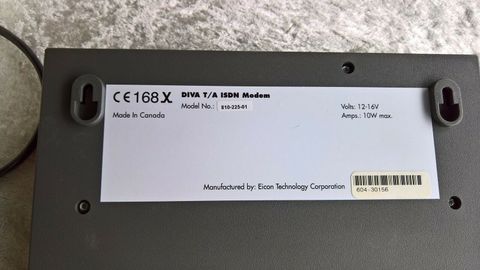 CE168X DIVA T/A ISDN Modem
Model No.: 810-225-01
Made In Canada
Volts: 12-16V
Amps.: 10W max.
Manufactured by: Eicon Technology Corporation
604-30156